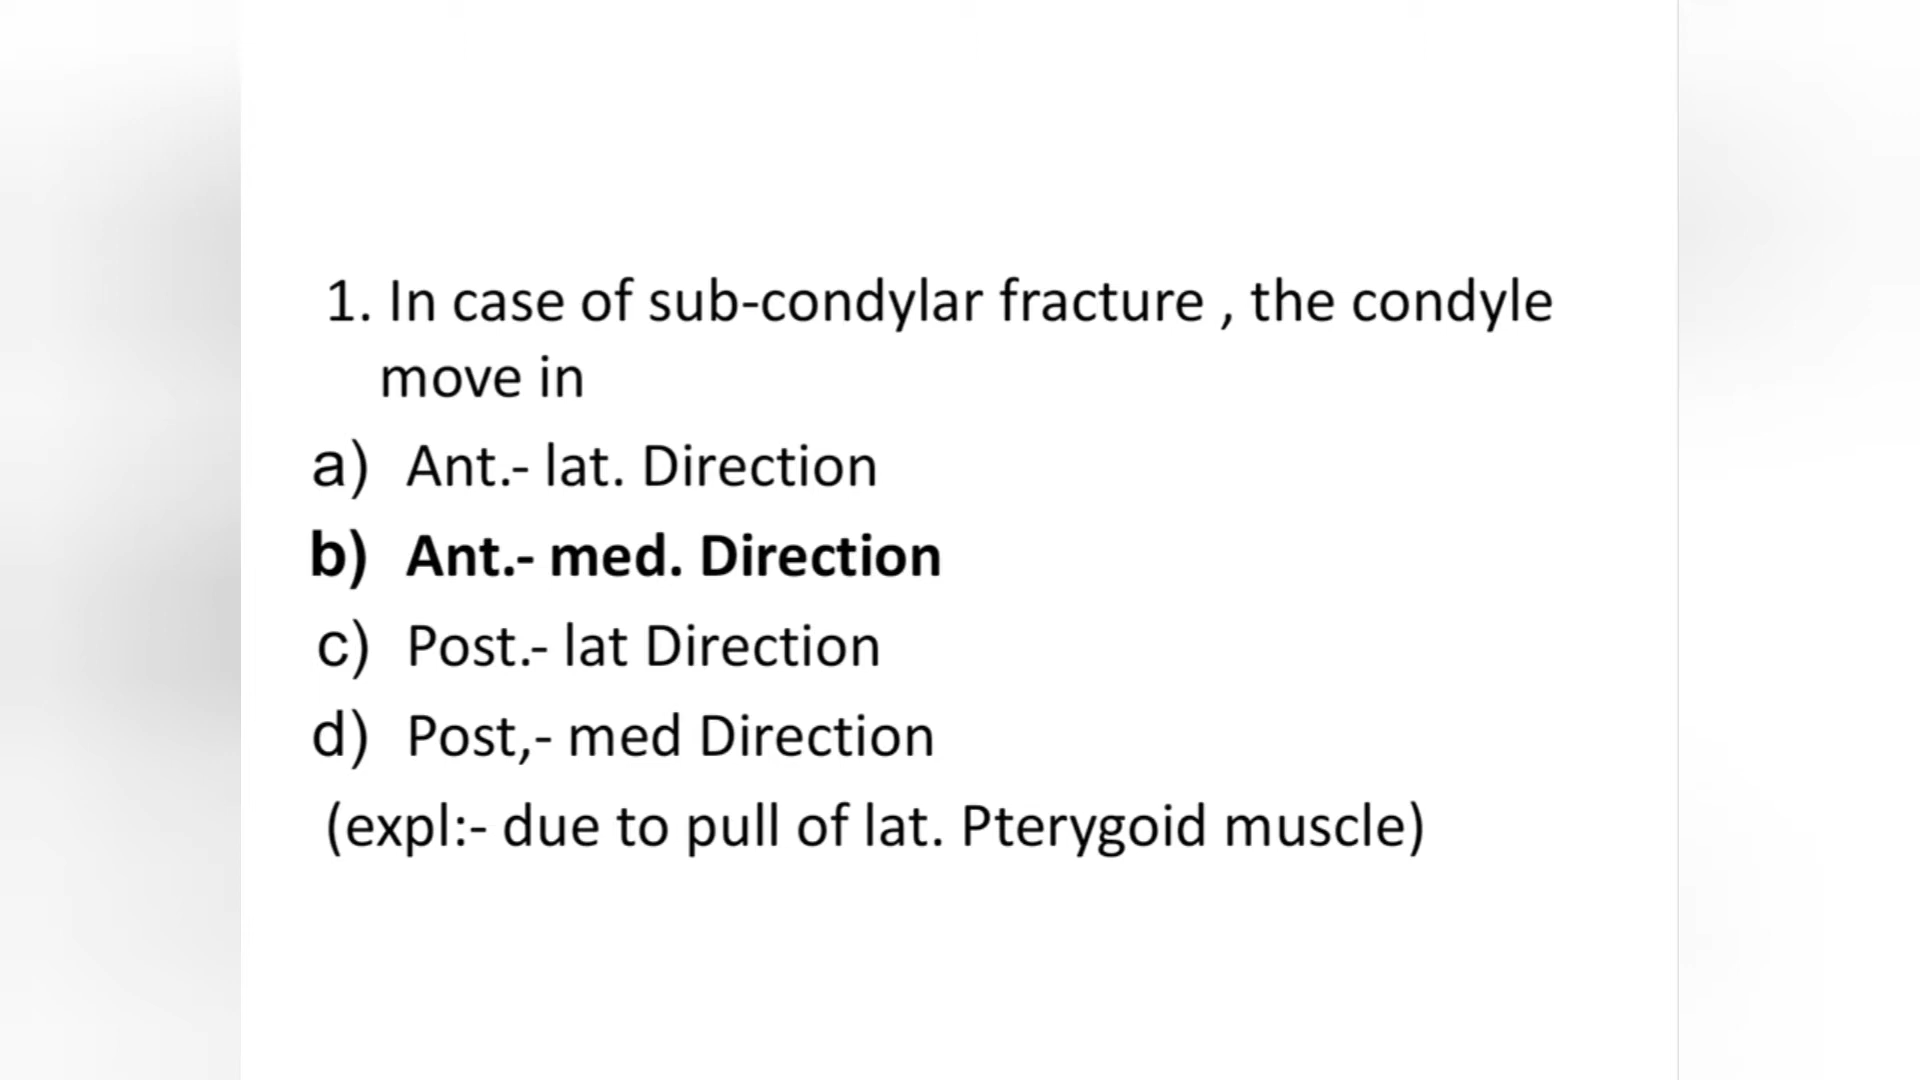 1. In case of sub-condylar fracture , the condyle
move in
a) Ant.- lat. Direction
b) Ant.- med. Direction
c) Post.- lat Direction
d) Post,- med Direction
(expl:- due to pull of lat. Pterygoid muscle)